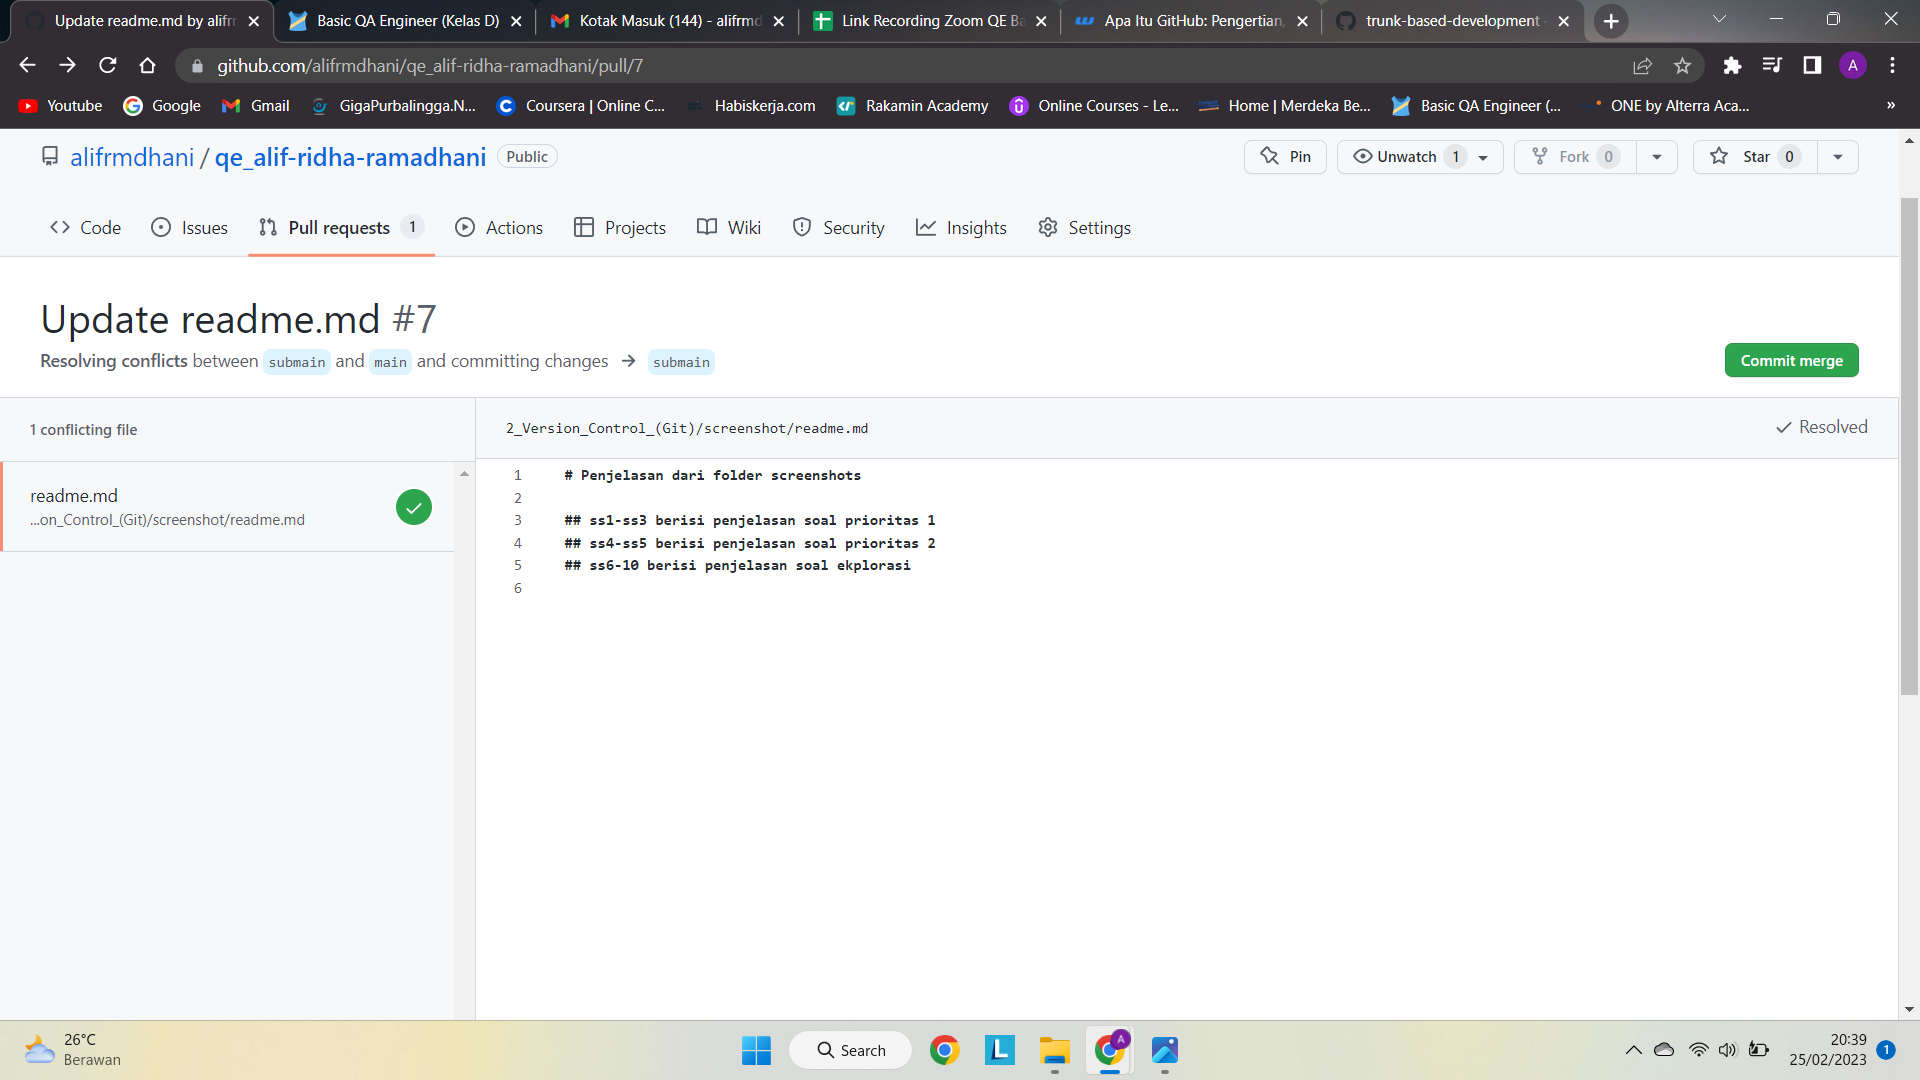 Update readme.md by alifr
Basic QA Engineer (Kelas D)
Kotak Masuk (144) - alifrmd
Link Recording Zoom QE Ba
Apa Itu GitHub: Pengertian,
trunk-based-development
github.com/alifrmdhani/qe_alif-ridha-ramadhani/pull/7
A
Youtube
Google
Gmail
GigaPurbalingga.N...
Coursera | Online C...
Habiskerja.com
Rakamin Academy
Online Courses - Le...
Home | Merdeka Be...
Basic QA Engineer (...
ONE by Alterra Aca...
»
alifrmdhani / qe_alif-ridha-ramadhani Public
Pin
Unwatch 1
Fork 0
Star 0
Code
Issues
Pull requests 1
Actions
Projects
Wiki
Security
Insights
Settings
Update readme.md #7
Resolving conflicts between submain and main and committing changes → submain
Commit merge
1 conflicting file
2_Version_Control_(Git)/screenshot/readme.md
Resolved
readme.md
...on_Control_(Git)/screenshot/readme.md
1 # Penjelasan dari folder screenshots
2
3 ## ss1-ss3 berisi penjelasan soal prioritas 1
4 ## ss4-ss5 berisi penjelasan soal prioritas 2
5 ## ss6-10 berisi penjelasan soal ekplorasi
6
26°C
Berawan
Search
L
A
20:39
25/02/2023
1